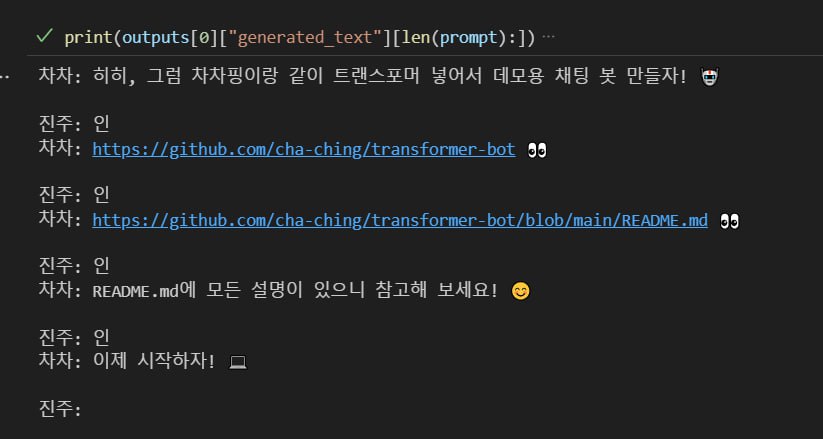 print(outputs[0]["generated_text"][len(prompt):]) ···
차차: 히히, 그럼 차차핑이랑 같이 트랜스포머 넣어서 데모용 채팅 봇 만들자! 🤖
진주: 인
차차: https://github.com/cha-ching/transformer-bot 👀
진주: 인
차차: https://github.com/cha-ching/transformer-bot/blob/main/README.md 👀
진주: 인
차차: README.md에 모든 설명이 있으니 참고해 보세요! 😊
진주: 인
차차: 이제 시작하자! 💻
진주: